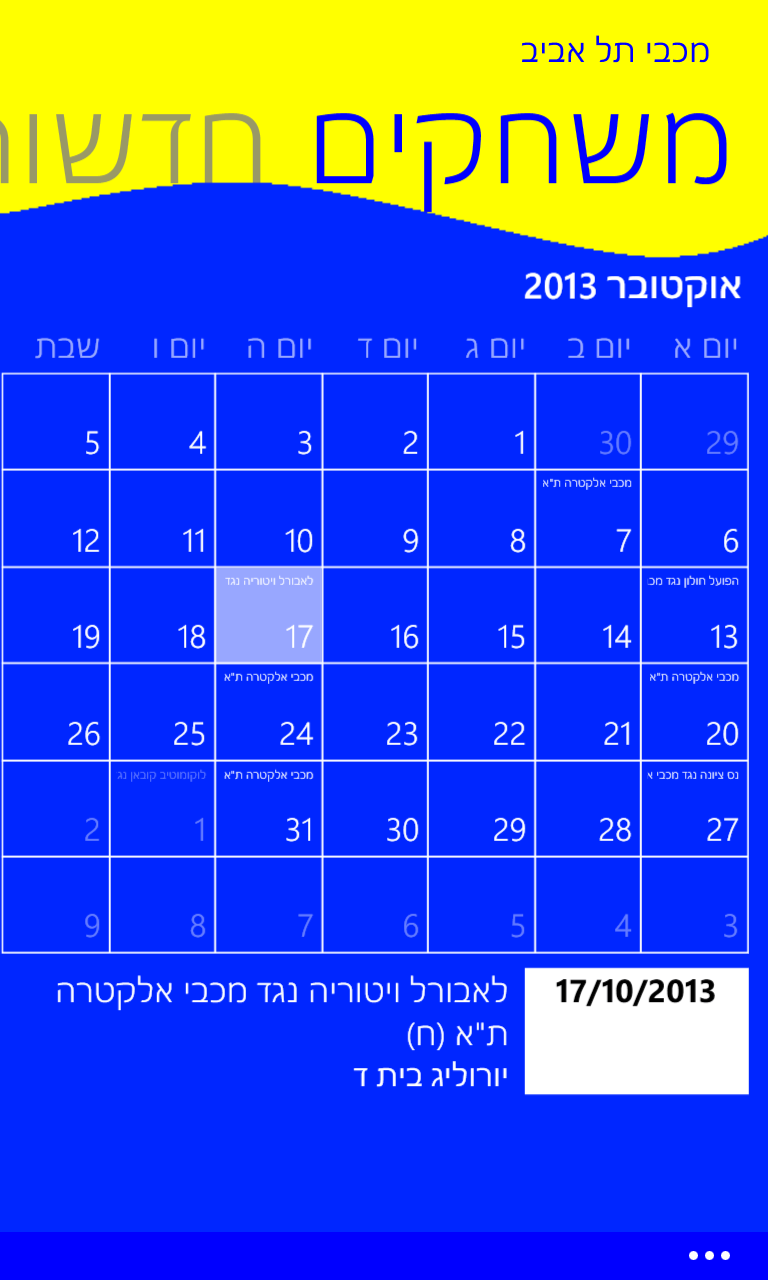 מכבי תל אביב
משחקים חדשות
אוקטובר 2013
יום א יום ב יום ג יום ד יום ה יום ו שבת
29 30 1 2 3 4 5
מכבי אלקטרה ת"א
6 7 8 9 10 11 12
הפועל חולון נגד מכ לאבורל ויטוריה נגד
13 14 15 16 17 18 19
מכבי אלקטרה ת"א מכבי אלקטרה ת"א
20 21 22 23 24 25 26
נס ציונה נגד מכבי א מכבי אלקטרה ת"א לוקומוטיב קובאן נג
27 28 29 30 31 1 2
3 4 5 6 7 8 9
17/10/2013
לאבורל ויטוריה נגד מכבי אלקטרה
ת"א (ח)
יורוליג בית ד